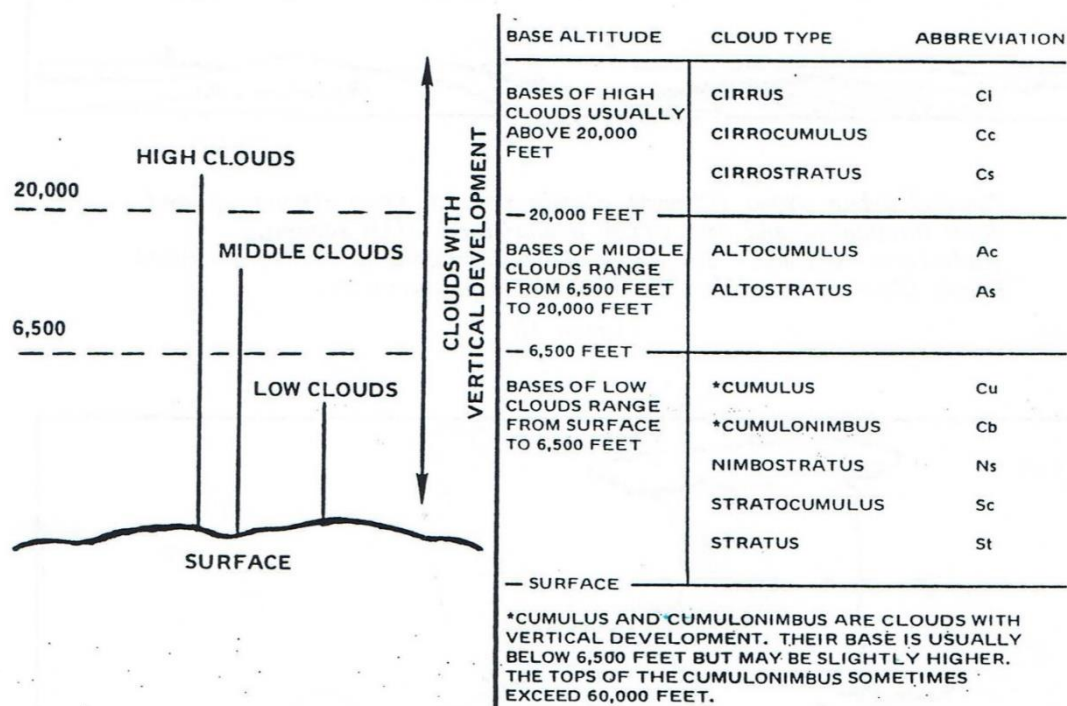 HIGH CLOUDS
20,000
MIDDLE CLOUDS
6,500
LOW CLOUDS
SURFACE
CLOUDS WITH
VERTICAL DEVELOPMENT
BASE ALTITUDE CLOUD TYPE ABBREVIATION
BASES OF HIGH
CLOUDS USUALLY
ABOVE 20,000
FEET
CIRRUS Ci
CIRROCUMULUS Cc
CIRROSTRATUS Cs
20,000 FEET
BASES OF MIDDLE
CLOUDS RANGE
FROM 6,500 FEET
TO 20,000 FEET
ALTOCUMULUS Ac
ALTOSTRATUS As
6,500 FEET
BASES OF LOW
CLOUDS RANGE
FROM SURFACE
TO 6,500 FEET
*CUMULUS Cu
*CUMULONIMBUS Cb
NIMBOSTRATUS Ns
STRATOCUMULUS Sc
STRATUS St
SURFACE
*CUMULUS AND CUMULONIMBUS ARE CLOUDS WITH
VERTICAL DEVELOPMENT. THEIR BASE IS USUALLY
BELOW 6,500 FEET BUT MAY BE SLIGHTLY HIGHER.
THE TOPS OF THE CUMULONIMBUS SOMETIMES
EXCEED 60,000 FEET.